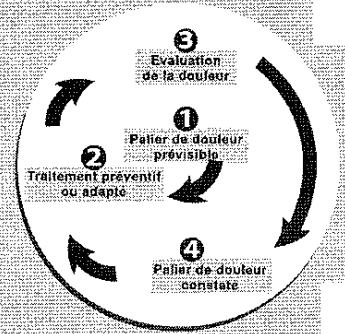 3
Evaluation
de la douleur
1
Palier de douleur
prévisible
2
Traitement préventif
ou adapté
4
Palier de douleur
constaté